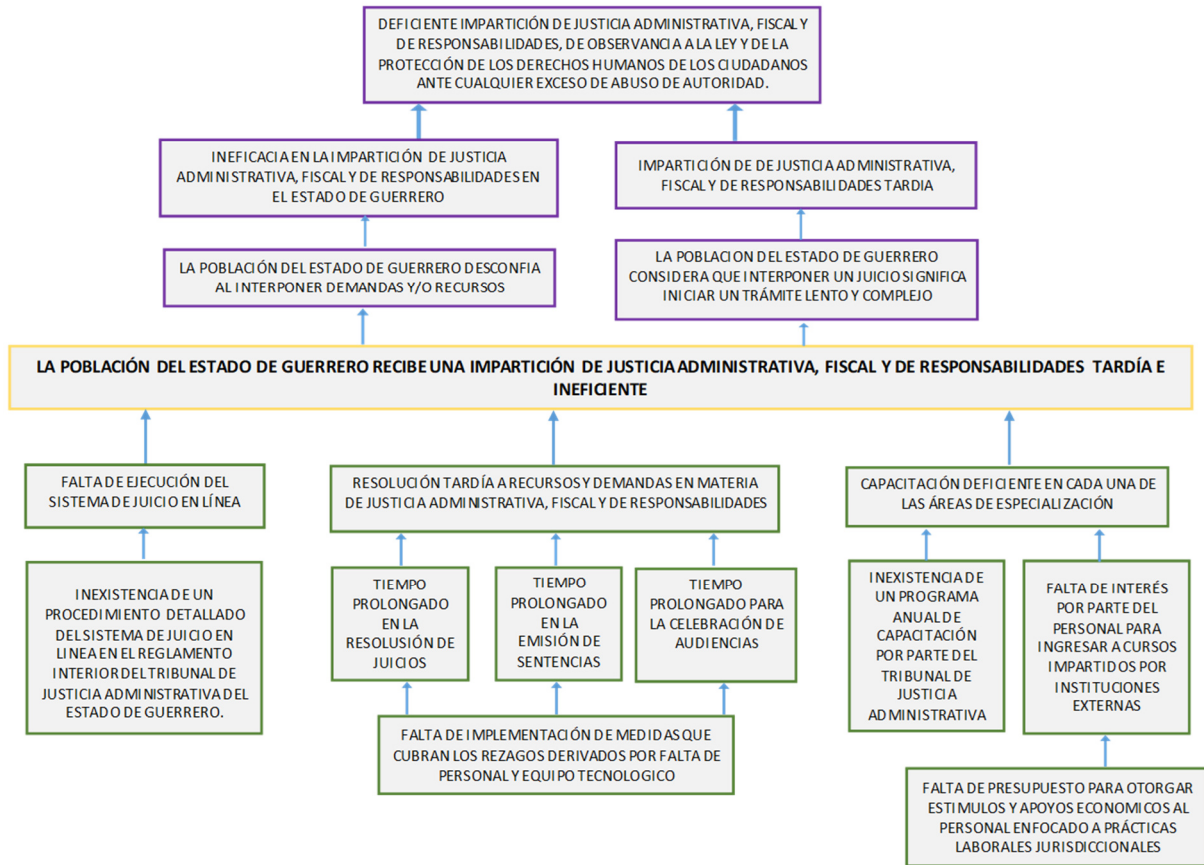 DEFICIENTE IMPARTICIÓN DE JUSTICIA ADMINISTRATIVA, FISCAL Y
DE RESPONSABILIDADES, DE OBSERVANCIA A LA LEY Y DE LA
PROTECCIÓN DE LOS DERECHOS HUMANOS DE LOS CIUDADANOS
ANTE CUALQUIER EXCESO DE ABUSO DE AUTORIDAD.
INEFICACIA EN LA IMPARTICIÓN DE JUSTICIA
ADMINISTRATIVA, FISCAL Y DE RESPONSABILIDADES EN
EL ESTADO DE GUERRERO
IMPARTICIÓN DE DE JUSTICIA ADMINISTRATIVA,
FISCAL Y DE RESPONSABILIDADES TARDIA
LA POBLACIÓN DEL ESTADO DE GUERRERO DESCONFIA
AL INTERPONER DEMANDAS Y/O RECURSOS
LA POBLACION DEL ESTADO DE GUERRERO
CONSIDERA QUE INTERPONER UN JUICIO SIGNIFICA
INICIAR UN TRÁMITE LENTO Y COMPLEJO
LA POBLACIÓN DEL ESTADO DE GUERRERO RECIBE UNA IMPARTICIÓN DE JUSTICIA ADMINISTRATIVA, FISCAL Y DE RESPONSABILIDADES TARDÍA E
INEFICIENTE
FALTA DE EJECUCIÓN DEL
SISTEMA DE JUICIO EN LÍNEA
RESOLUCIÓN TARDÍA A RECURSOS Y DEMANDAS EN MATERIA
DE JUSTICIA ADMINISTRATIVA, FISCAL Y DE RESPONSABILIDADES
CAPACITACIÓN DEFICIENTE EN CADA UNA DE
LAS ÁREAS DE ESPECIALIZACIÓN
INEXISTENCIA DE UN
PROCEDIMIENTO DETALLADO
DEL SISTEMA DE JUICIO EN
LINEA EN EL REGLAMENTO
INTERIOR DEL TRIBUNAL DE
JUSTICIA ADMINISTRATIVA DEL
ESTADO DE GUERRERO.
TIEMPO
PROLONGADO
EN LA
RESOLUCIÓN DE
JUICIOS
TIEMPO
PROLONGADO
EN LA
EMISIÓN DE
SENTENCIAS
TIEMPO
PROLONGADO PARA
LA CELEBRACIÓN DE
AUDIENCIAS
INEXISTENCIA DE
UN PROGRAMA
ANUAL DE
CAPACITACIÓN
POR PARTE DEL
TRIBUNAL DE
JUSTICIA
ADMINISTRATIVA
FALTA DE INTERÉS
POR PARTE DEL
PERSONAL PARA
INGRESAR A CURSOS
IMPARTIDOS POR
INSTITUCIONES
EXTERNAS
FALTA DE IMPLEMENTACIÓN DE MEDIDAS QUE
CUBRAN LOS REZAGOS DERIVADOS POR FALTA DE
PERSONAL Y EQUIPO TECNOLOGICO
FALTA DE PRESUPUESTO PARA OTORGAR
ESTIMULOS Y APOYOS ECONOMICOS AL
PERSONAL ENFOCADO A PRÁCTICAS
LABORALES JURISDICCIONALES